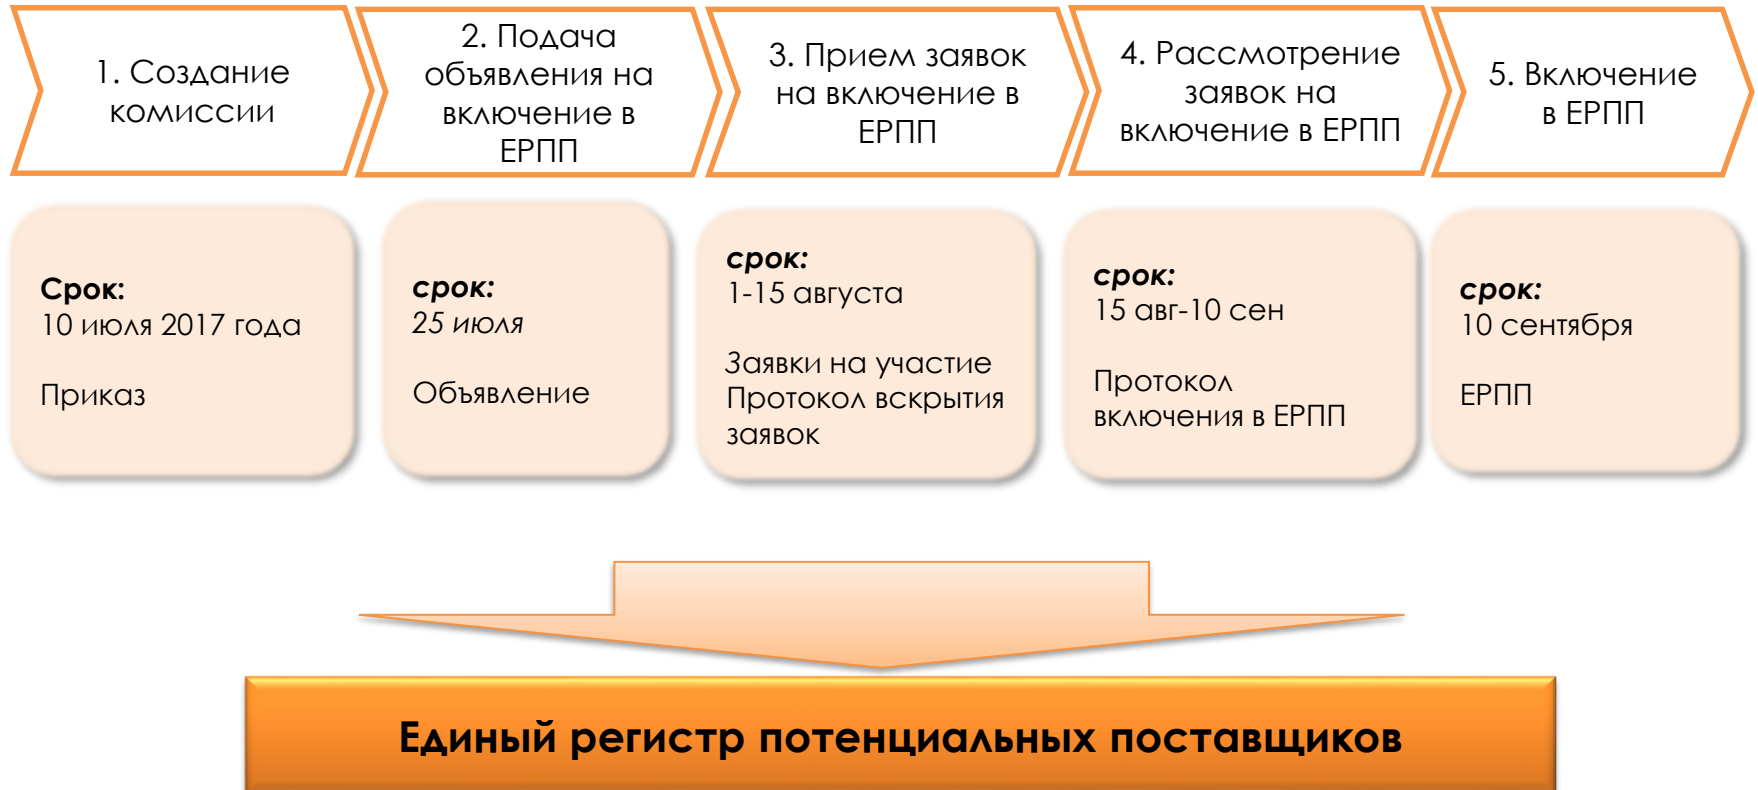 1. Создание
комиссии
2. Подача
объявления на
включение в
ЕРПП
3. Прием заявок
на включение в
ЕРПП
4. Рассмотрение
заявок на
включение в ЕРПП
5. Включение
в ЕРПП
Срок:
10 июля 2017 года
Приказ
срок:
25 июля
Объявление
срок:
1-15 августа
Заявки на участие
Протокол вскрытия
заявок
срок:
15 авг-10 сен
Протокол
включения в ЕРПП
срок:
10 сентября
ЕРПП
Единый регистр потенциальных поставщиков